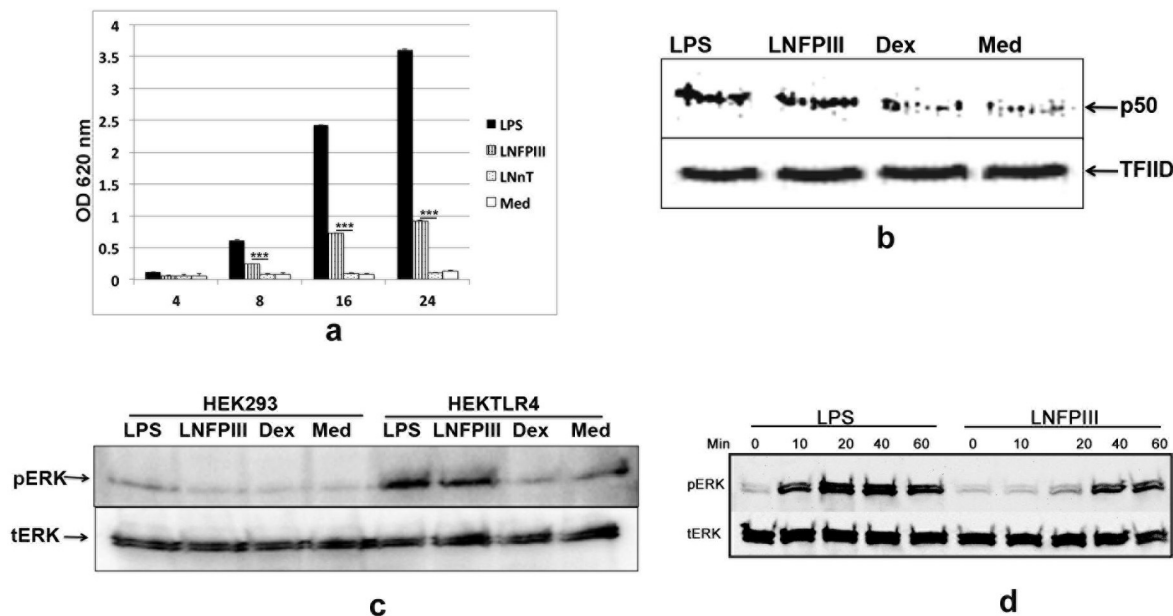 4
3.5
3
2.5
2
1.5
1
0.5
0
OD 620 nm
*** *** ***
LPS
LNFPIII
LNnT
Med
4 8 16 24
a
LPS LNFPIII Dex Med
p50
TFIID
b
HEK293 HEKTLR4
LPS LNFPIII Dex Med LPS LNFPIII Dex Med
pERK
tERK
c
LPS LNFPIII
Min 0 10 20 40 60 0 10 20 40 60
pERK
tERK
d